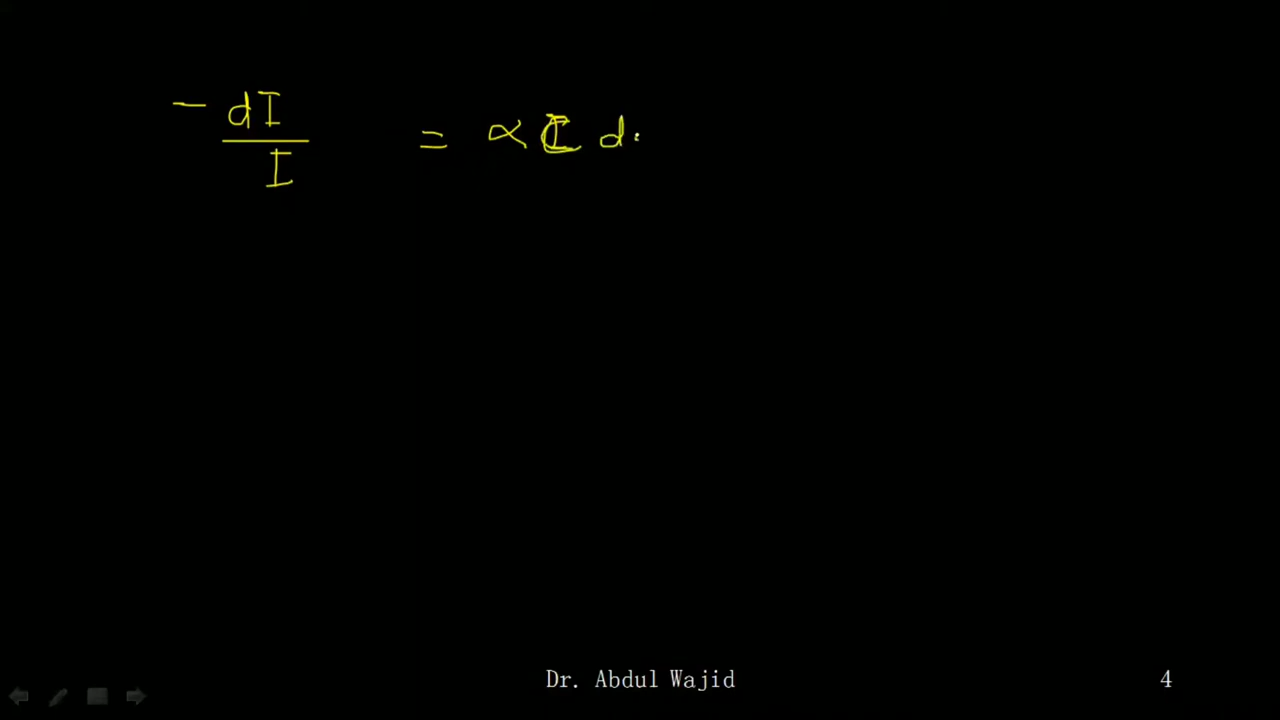 - dI
I
= α C d
Dr. Abdul Wajid
4